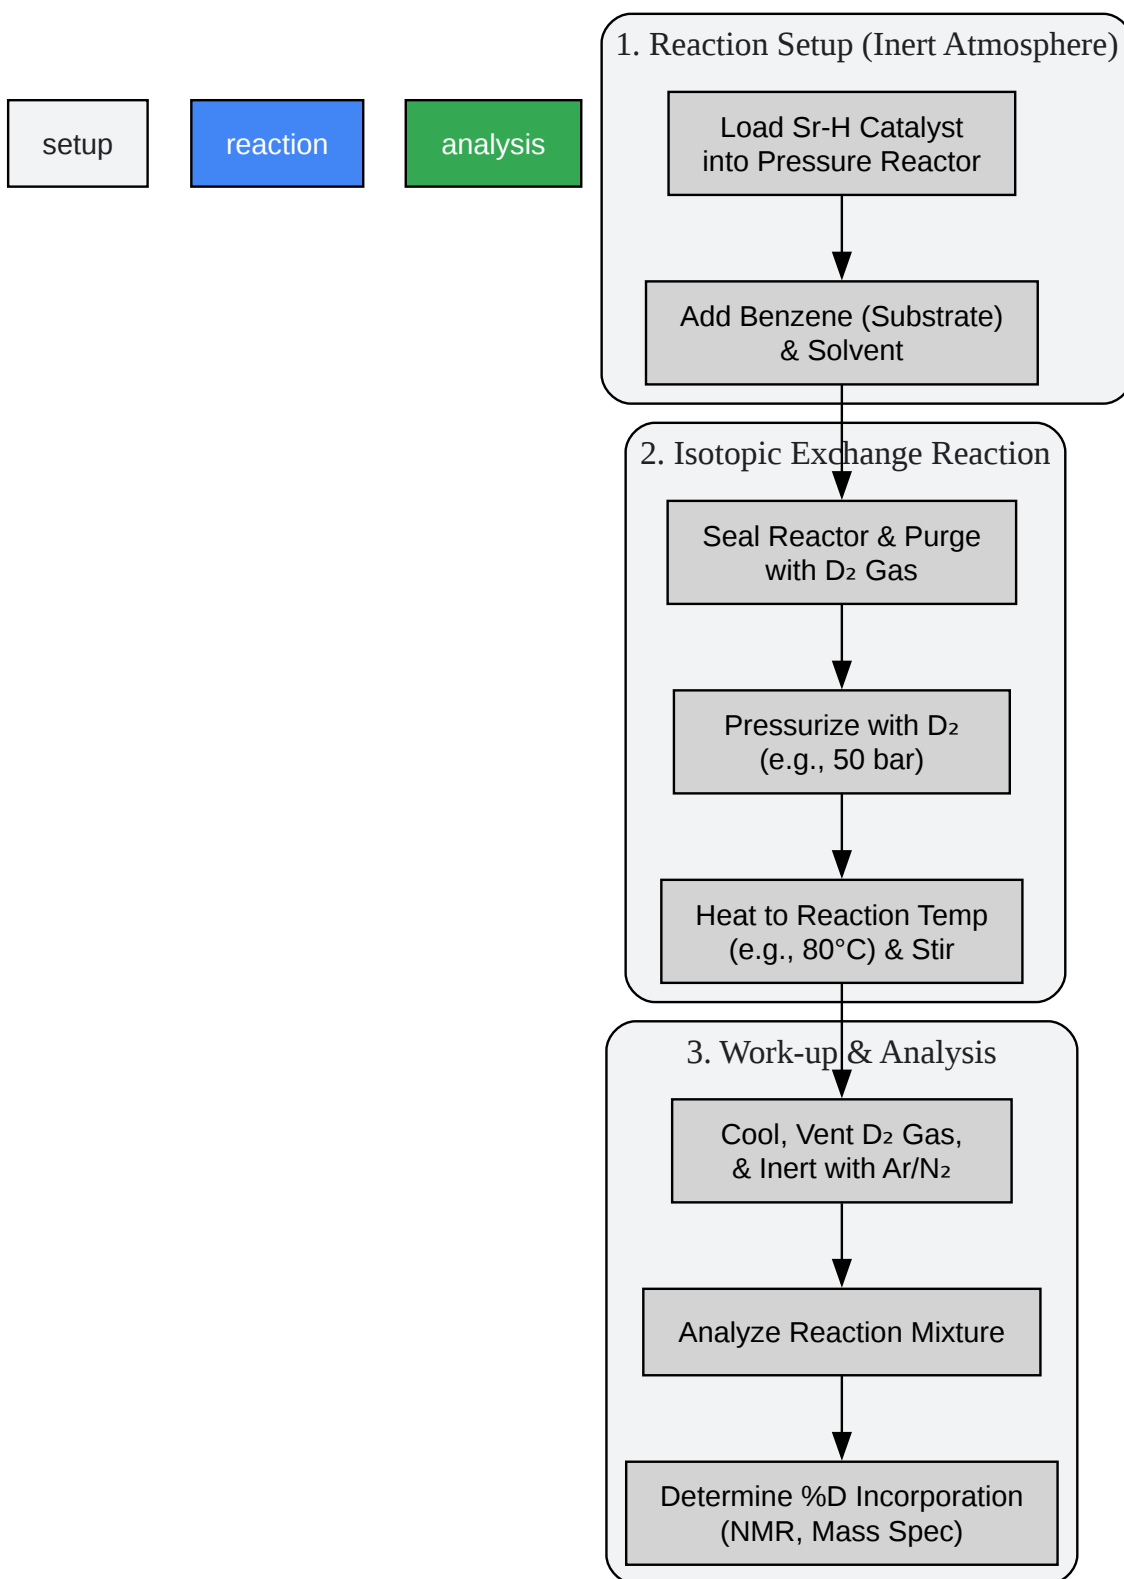 1. Reaction Setup (Inert Atmosphere)
setup
reaction
analysis
Load Sr-H Catalyst
into Pressure Reactor
Add Benzene (Substrate)
& Solvent
2. Isotopic Exchange Reaction
Seal Reactor & Purge
with D₂ Gas
Pressurize with D₂
(e.g., 50 bar)
Heat to Reaction Temp
(e.g., 80°C) & Stir
3. Work-up & Analysis
Cool, Vent D₂ Gas,
& Inert with Ar/N₂
Analyze Reaction Mixture
Determine %D Incorporation
(NMR, Mass Spec)